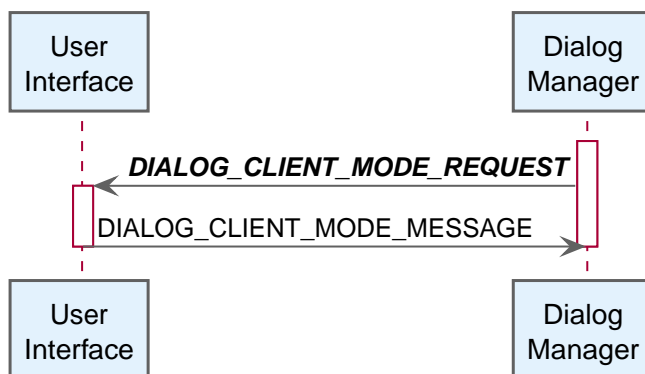 User
Interface
Dialog
Manager
DIALOG_CLIENT_MODE_REQUEST
DIALOG_CLIENT_MODE_MESSAGE
User
Interface
Dialog
Manager